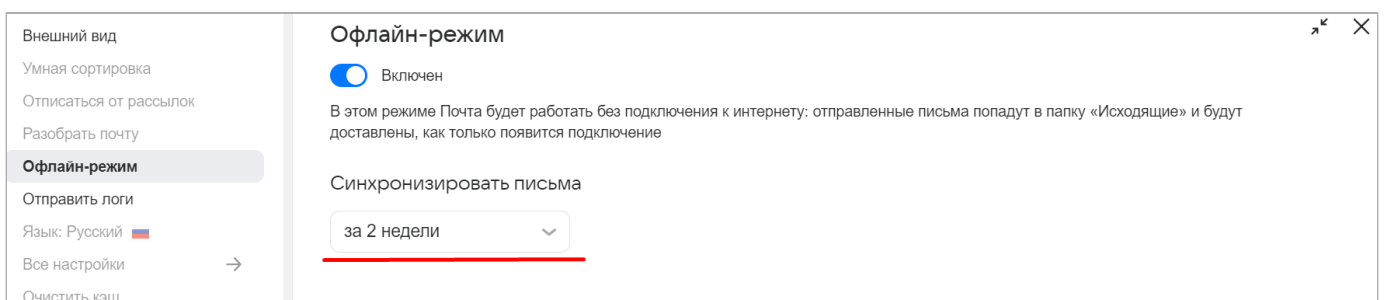 Внешний вид
Умная сортировка
Отписаться от рассылок
Разобрать почту
Офлайн-режим
Отправить логи
Язык: Русский
Все настройки
Очистить кэш
Офлайн-режим
Включен
В этом режиме Почта будет работать без подключения к интернету: отправленные письма попадут в папку «Исходящие» и будут
доставлены, как только появится подключение
Синхронизировать письма
за 2 недели